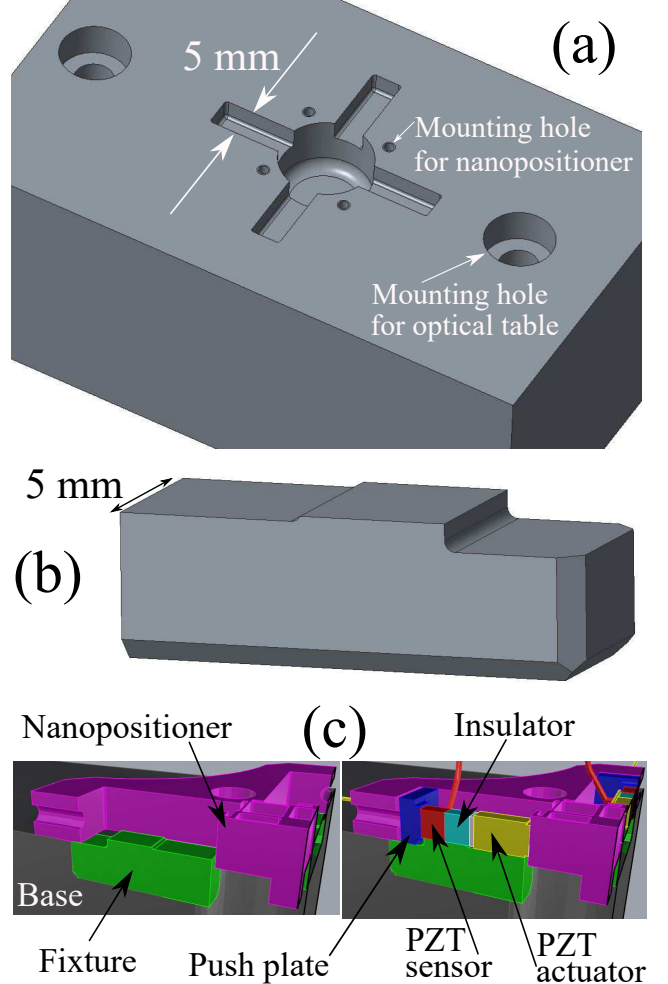 (a)
5 mm
Mounting hole
for nanopositioner
Mounting hole
for optical table
5 mm
(b)
(c)
Nanopositioner
Insulator
Base
Fixture
Push plate
PZT
sensor
PZT
actuator